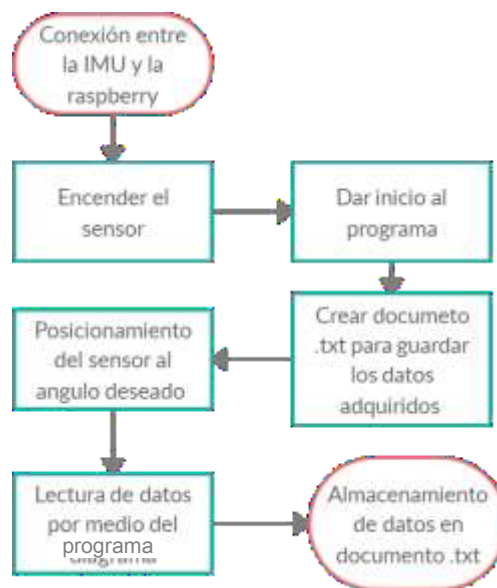 Conexión entre
la IMU y la
raspberry
Encender el
sensor
Dar inicio al
programa
Crear documeto
.txt para guardar
los datos
adquiridos
Posicionamiento
del sensor al
angulo deseado
Lectura de datos
por medio del
programa
Almacenamiento
de datos en
documento .txt